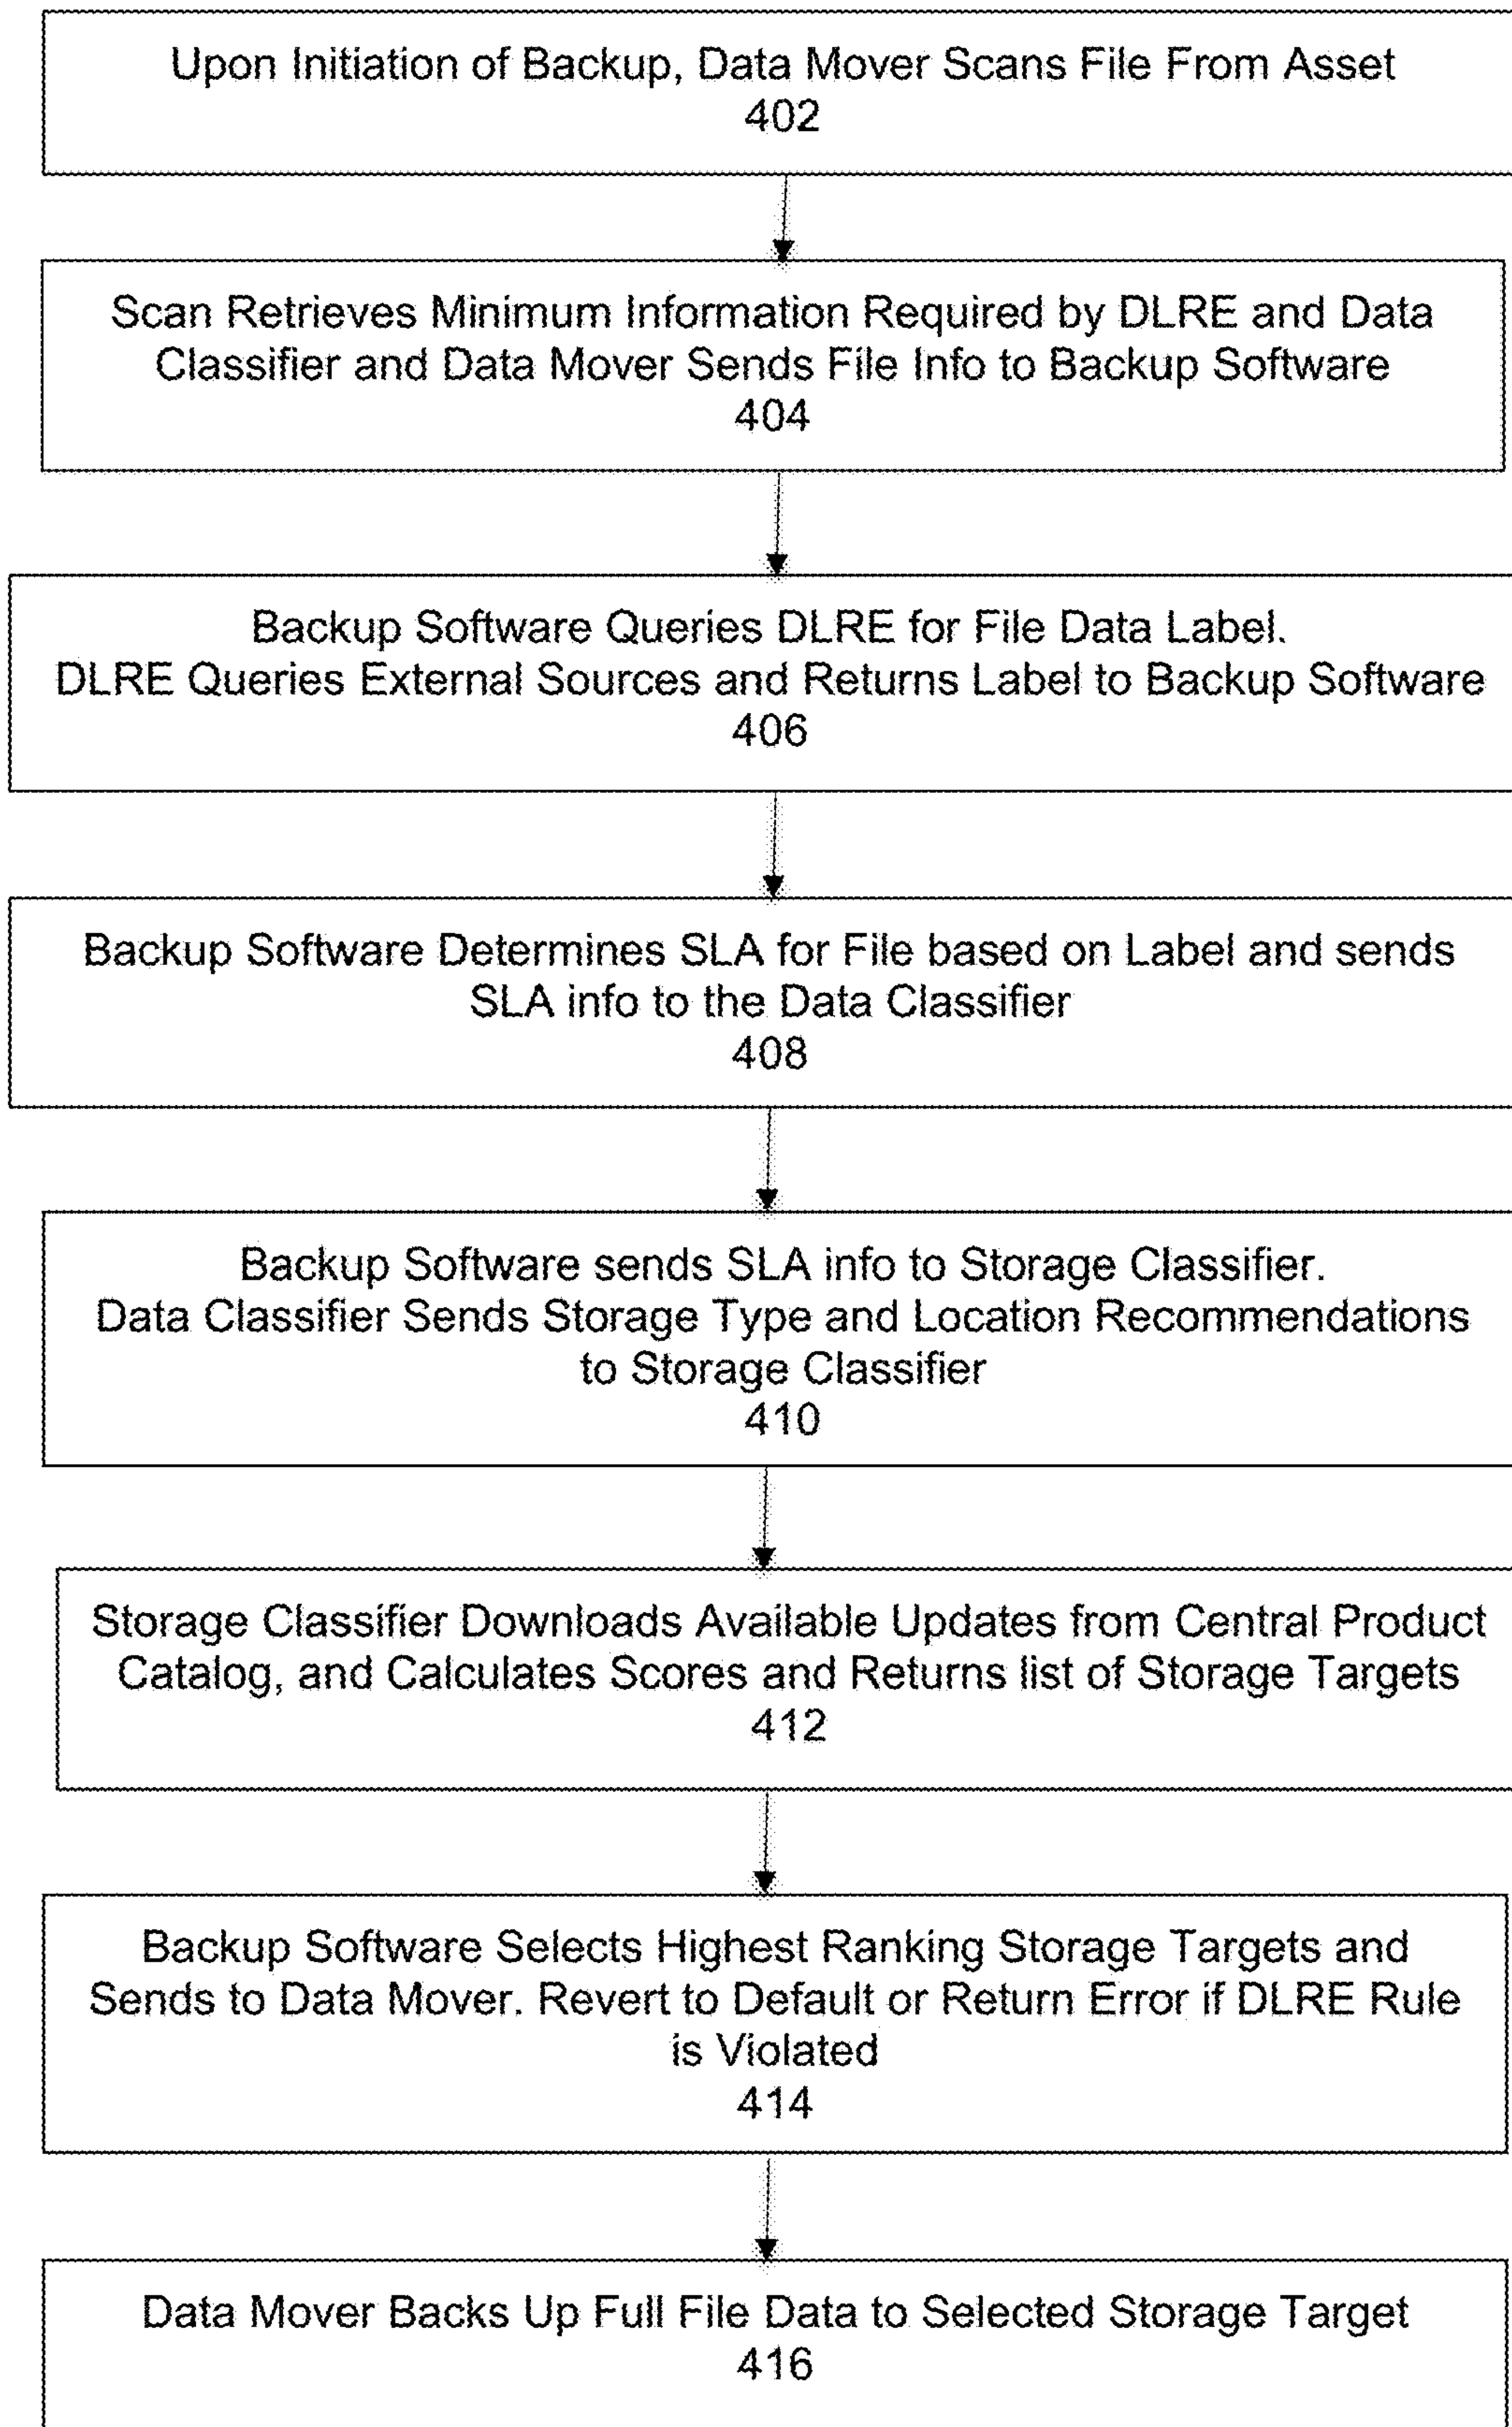 Upon Initiation of Backup, Data Mover Scans File From Asset
402
Scan Retrieves Minimum Information Required by DLRE and Data
Classifier and Data Mover Sends File Info to Backup Software
404
Backup Software Queries DLRE for File Data Label.
DLRE Queries External Sources and Returns Label to Backup Software
406
Backup Software Determines SLA for File based on Label and sends
SLA info to the Data Classifier
408
Backup Software sends SLA info to Storage Classifier.
Data Classifier Sends Storage Type and Location Recommendations
to Storage Classifier
410
Storage Classifier Downloads Available Updates from Central Product
Catalog, and Calculates Scores and Returns list of Storage Targets
412
Backup Software Selects Highest Ranking Storage Targets and
Sends to Data Mover. Revert to Default or Return Error if DLRE Rule
is Violated
414
Data Mover Backs Up Full File Data to Selected Storage Target
416